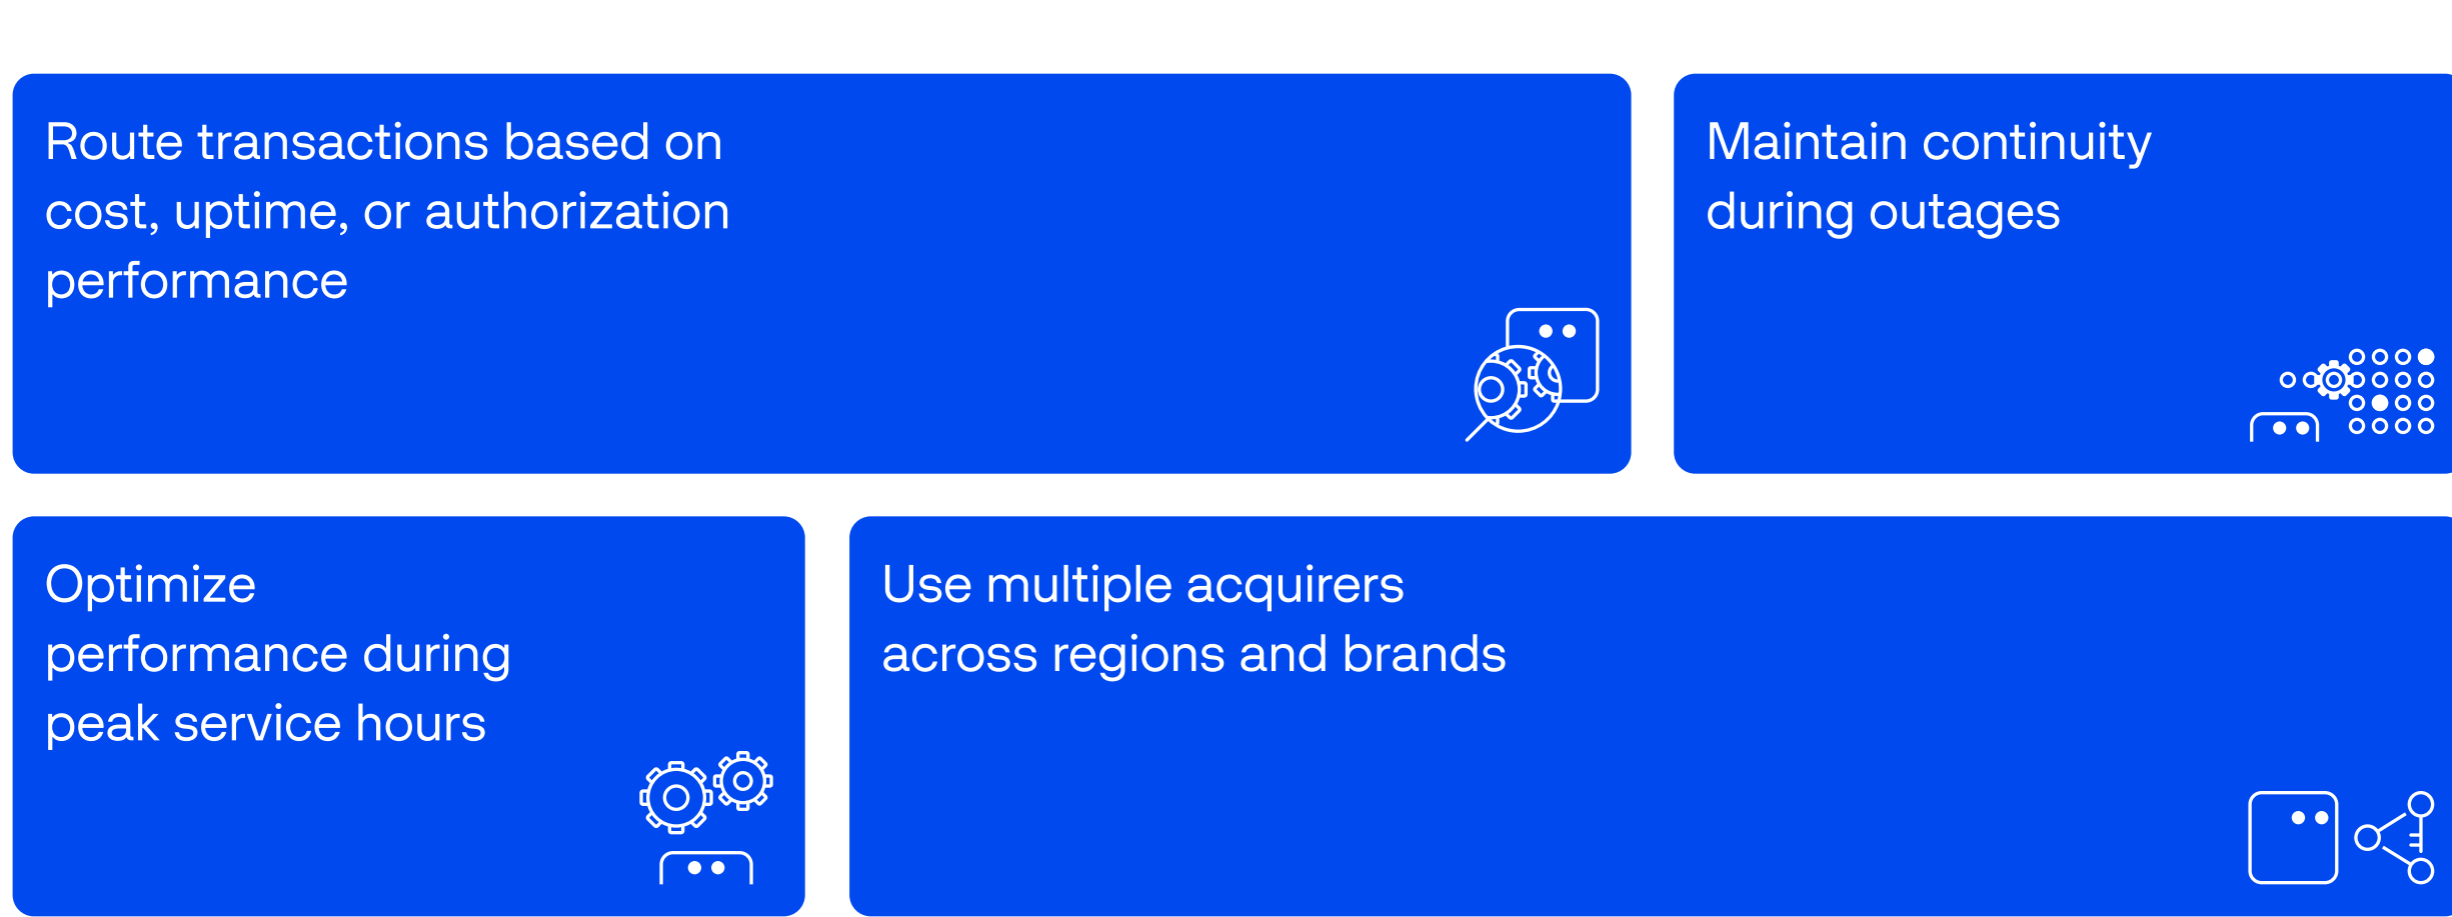 Route transactions based on
cost, uptime, or authorization
performance
Maintain continuity
during outages
Optimize
performance during
peak service hours
Use multiple acquirers
across regions and brands